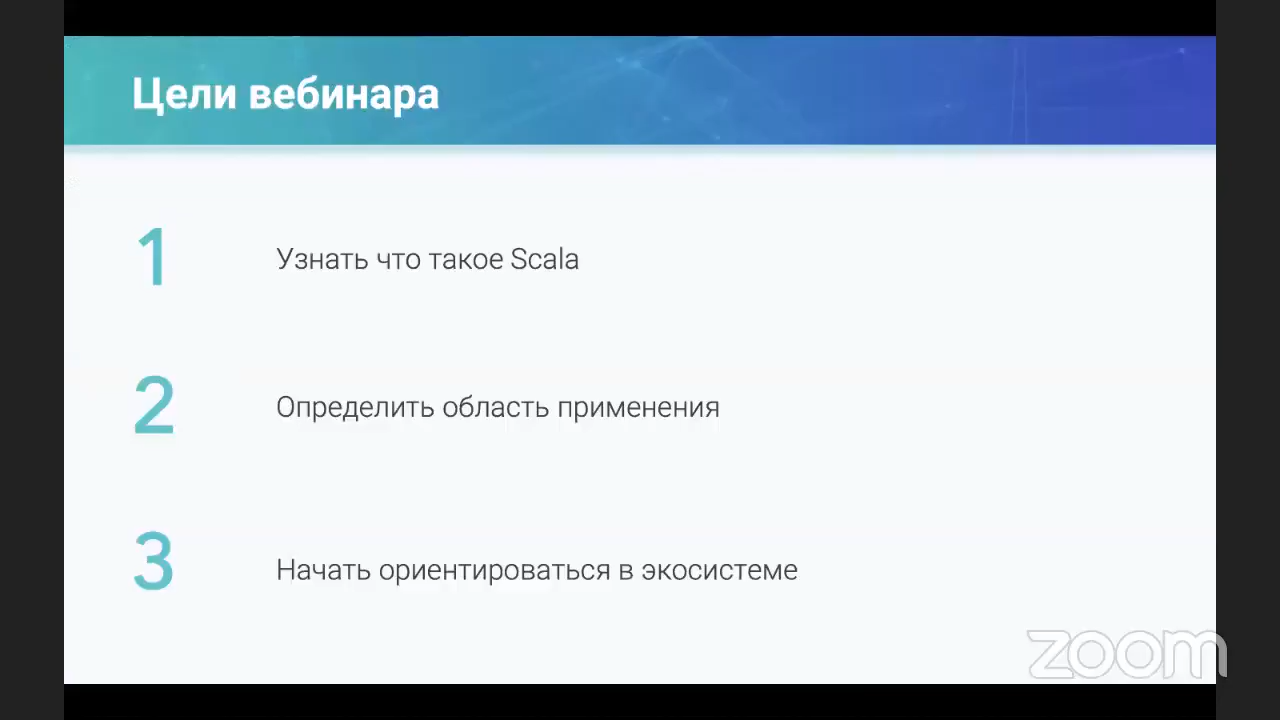 Цели вебинара
1
Узнать что такое Scala
2
Определить область применения
3
Начать ориентироваться в экосистеме
zoom